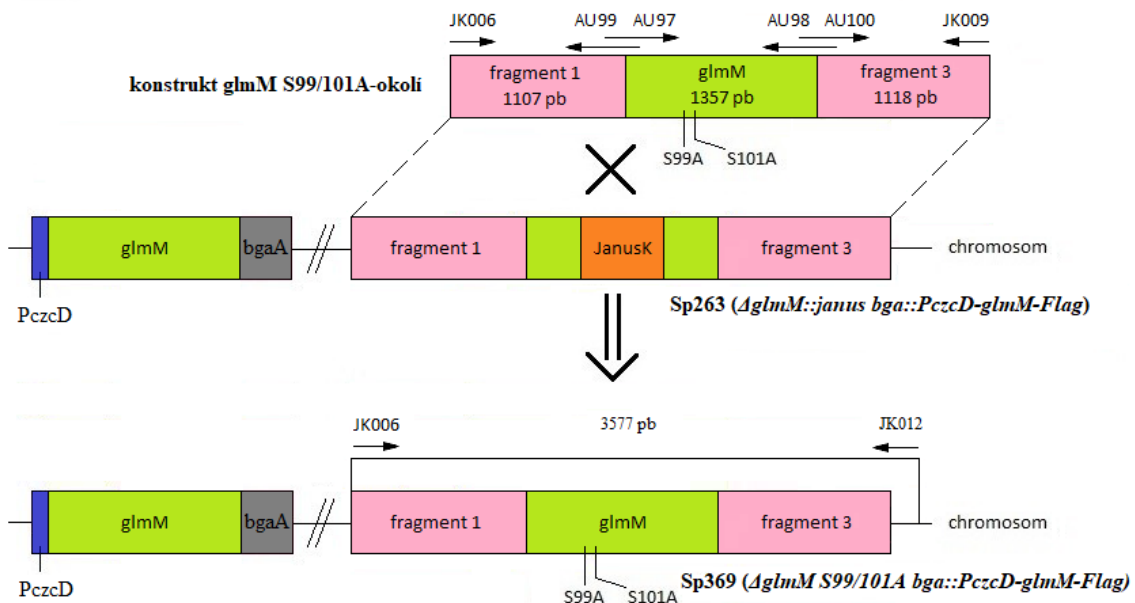 JK006 AU99 AU97 AU98 AU100 JK009
konstrukt glmM S99/101A-okolí
fragment 1
1107 pb
glmM
1357 pb
fragment 3
1118 pb
S99A S101A
glmM bgaA fragment 1 JanusK fragment 3 chromosom
PczcD
Sp263 (ΔglmM::janus bga::PczcD-glmM-Flag)
JK006 3577 pb JK012
glmM bgaA fragment 1 glmM fragment 3 chromosom
PczcD
S99A S101A
Sp369 (ΔglmM S99/101A bga::PczcD-glmM-Flag)